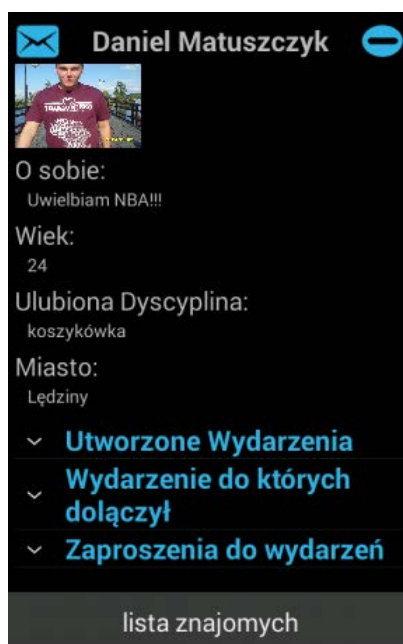 Daniel Matuszczyk
O sobie:
Uwielbiam NBA!!!
Wiek:
24
Ulubiona Dyscyplina:
koszykówka
Miasto:
Lędziny
Utworzone Wydarzenia
Wydarzenie do których
dolączył
Zaproszenia do wydarzeń
lista znajomych